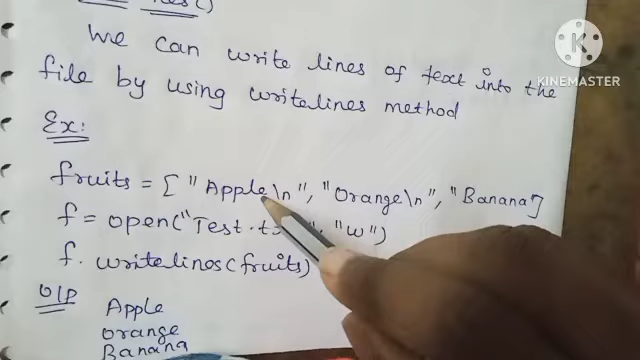 We can write lines of text into the
file by using writelines method
Ex:
fruits = [ "Apple\n", "Orange\n", "Banana"]
f = open("Test.t ", "w")
f. writelines(fruits)
O/P Apple
Orange
Banana
KINEMASTER